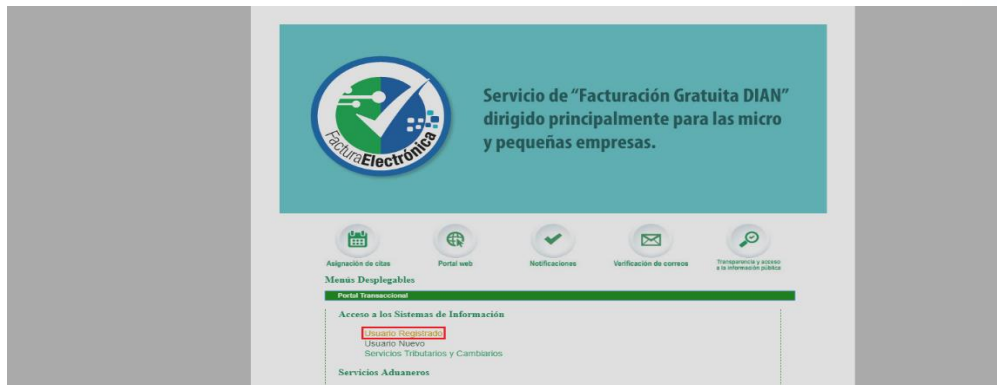 Servicio de “Facturación Gratuita DIAN”
dirigido principalmente para las micro
y pequeñas empresas.
FacturaElectrónica
Asignación de citas
Portal web
Notificaciones
Verificación de correos
Transparencia y acceso
a la información pública
Menús Desplegables
Portal Transaccional
Acceso a los Sistemas de Información
Usuario Registrado
Usuario Nuevo
Servicios Tributarios y Cambiarios
Servicios Aduaneros